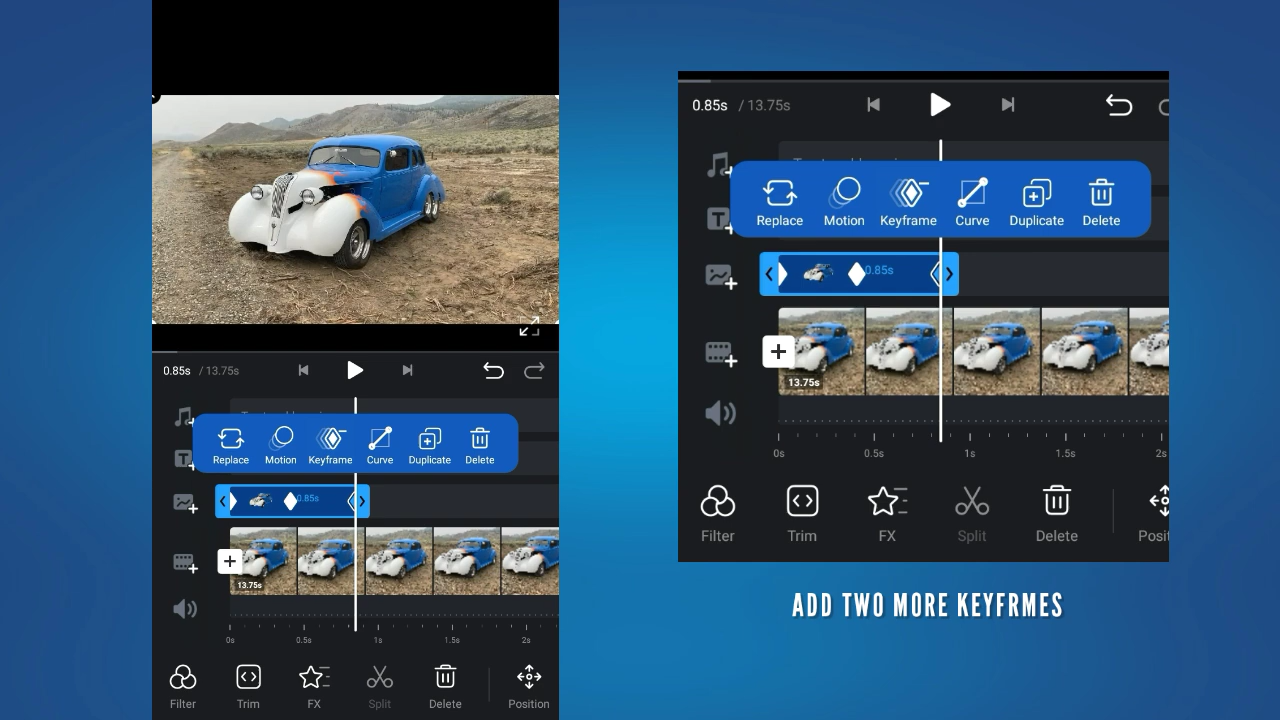 0.85s / 13.75s
Replace Motion Keyframe Curve Duplicate Delete
0.85s
13.75s
0s 0.5s 1s 1.5s 2s
Filter Trim FX Split Delete Position
0.85s / 13.75s
Replace Motion Keyframe Curve Duplicate Delete
0.85s
13.75s
0s 0.5s 1s 1.5s 2s
Filter Trim FX Split Delete Posit
ADD TWO MORE KEYFRMES